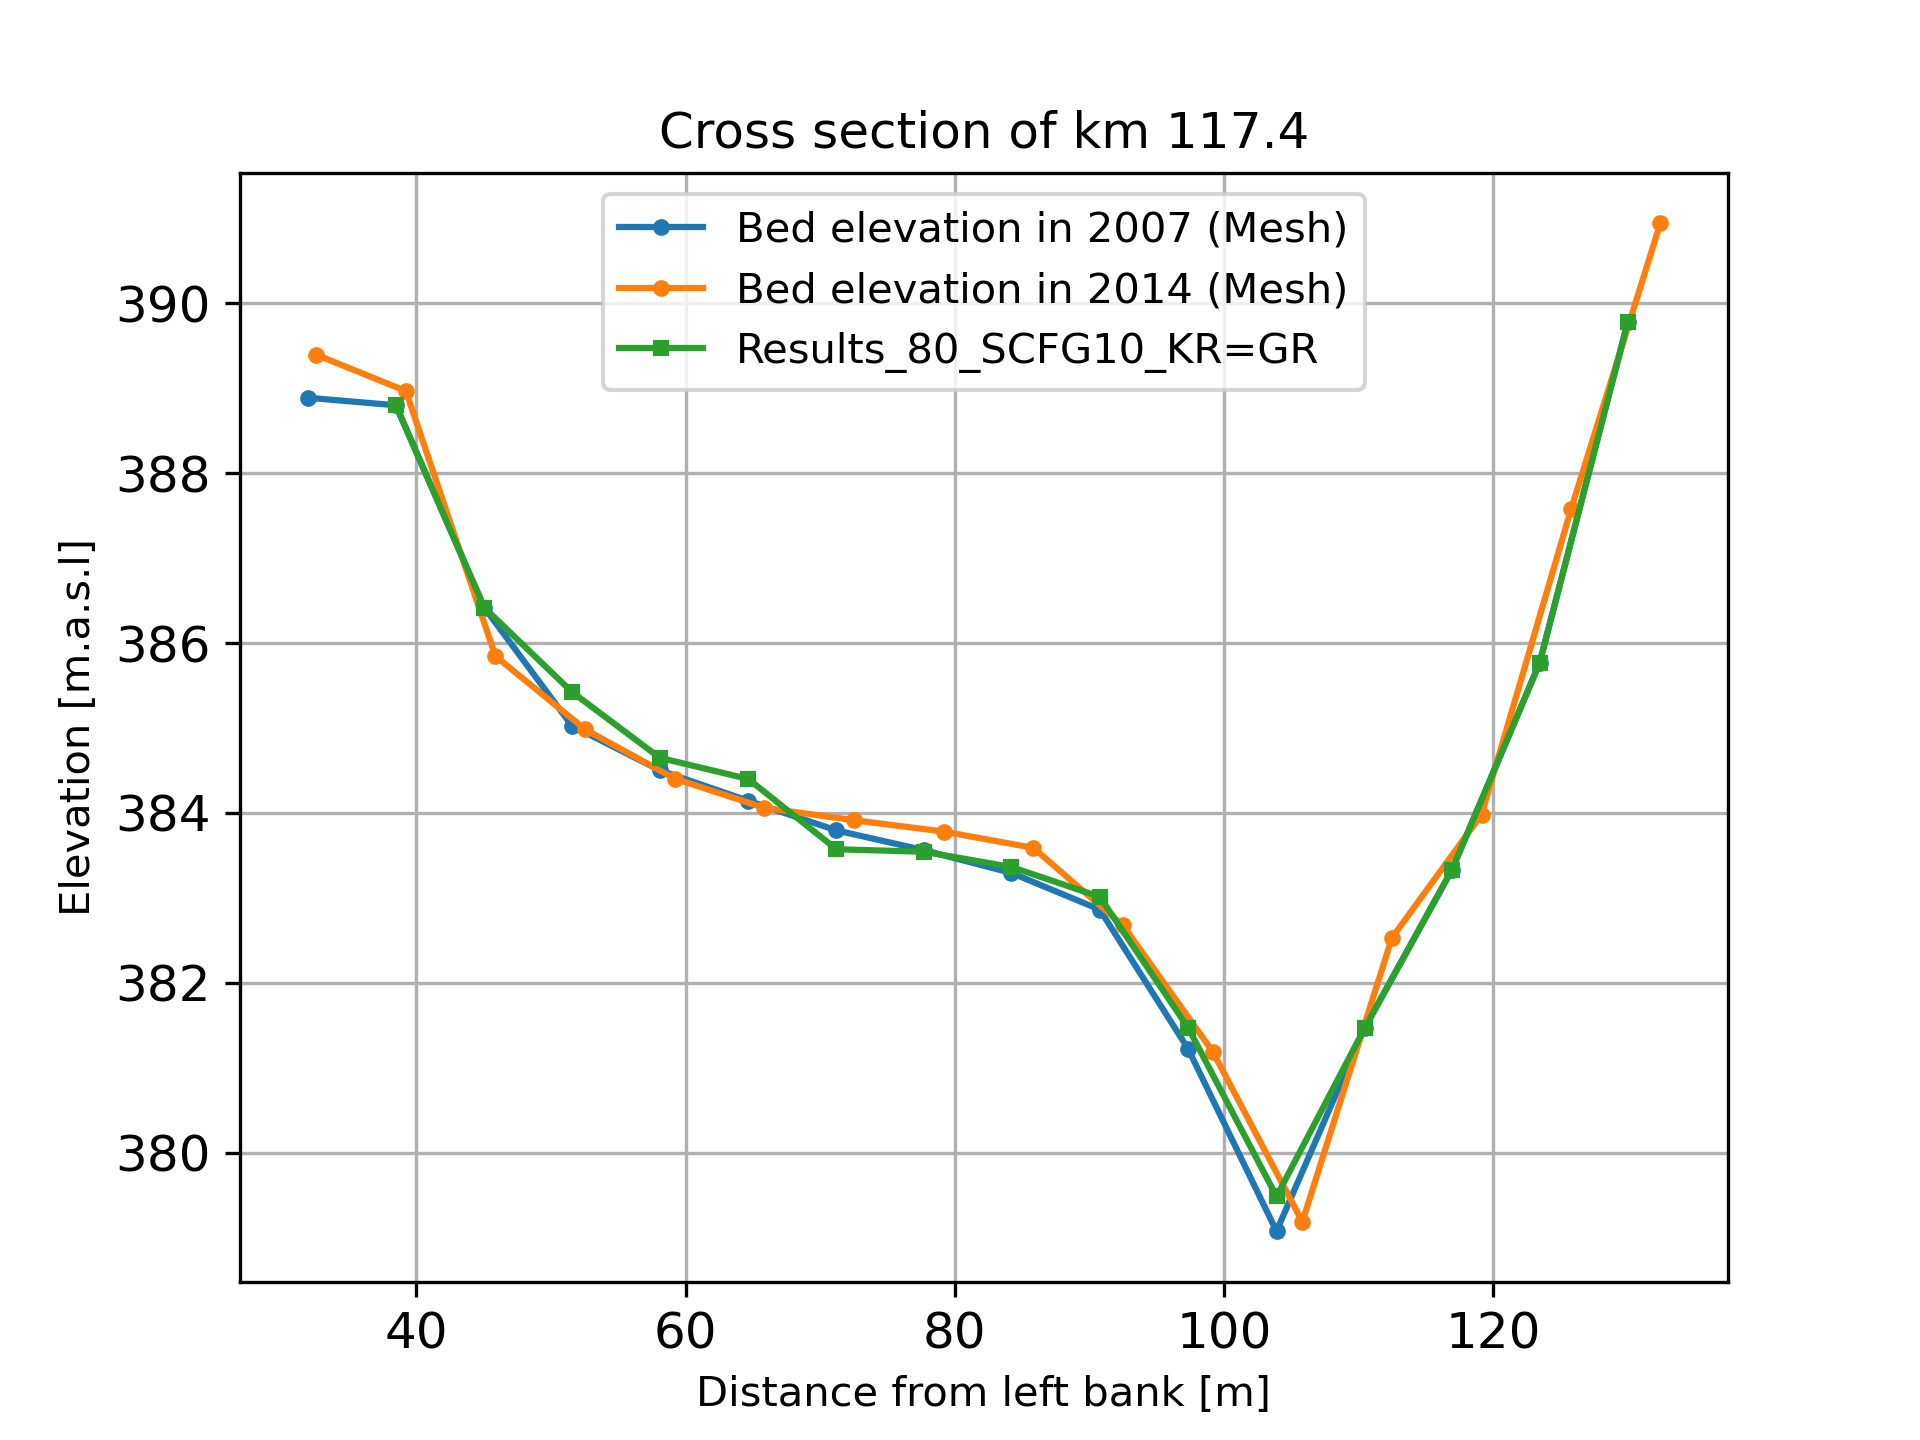 Cross section of km 117.4
Bed elevation in 2007 (Mesh)
Bed elevation in 2014 (Mesh)
Results_80_SCFG10_KR=GR
390
388
386
384
382
380
Elevation [m.a.s.l]
40 60 80 100 120
Distance from left bank [m]